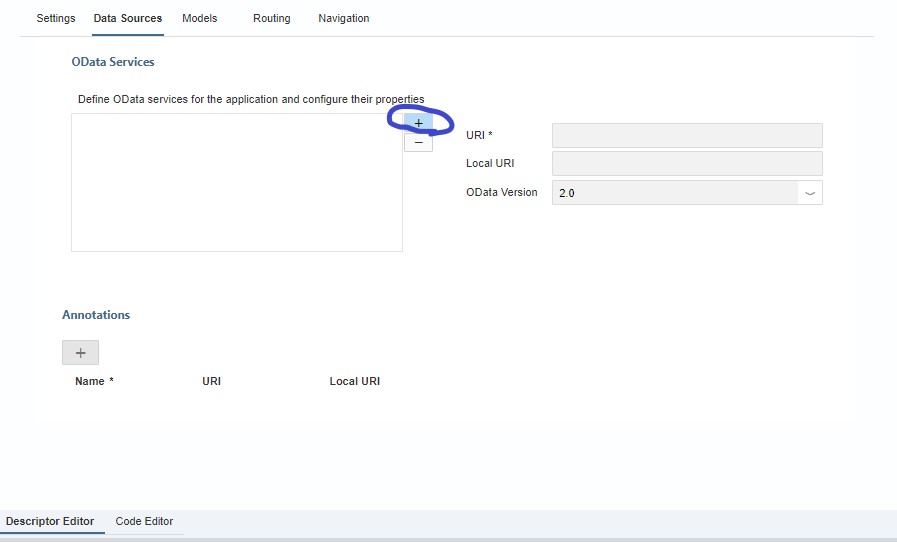 Settings Data Sources Models Routing Navigation
OData Services
Define OData services for the application and configure their properties
+
−
URI *
Local URI
OData Version 2.0
Annotations
+
Name * URI Local URI
Descriptor Editor Code Editor